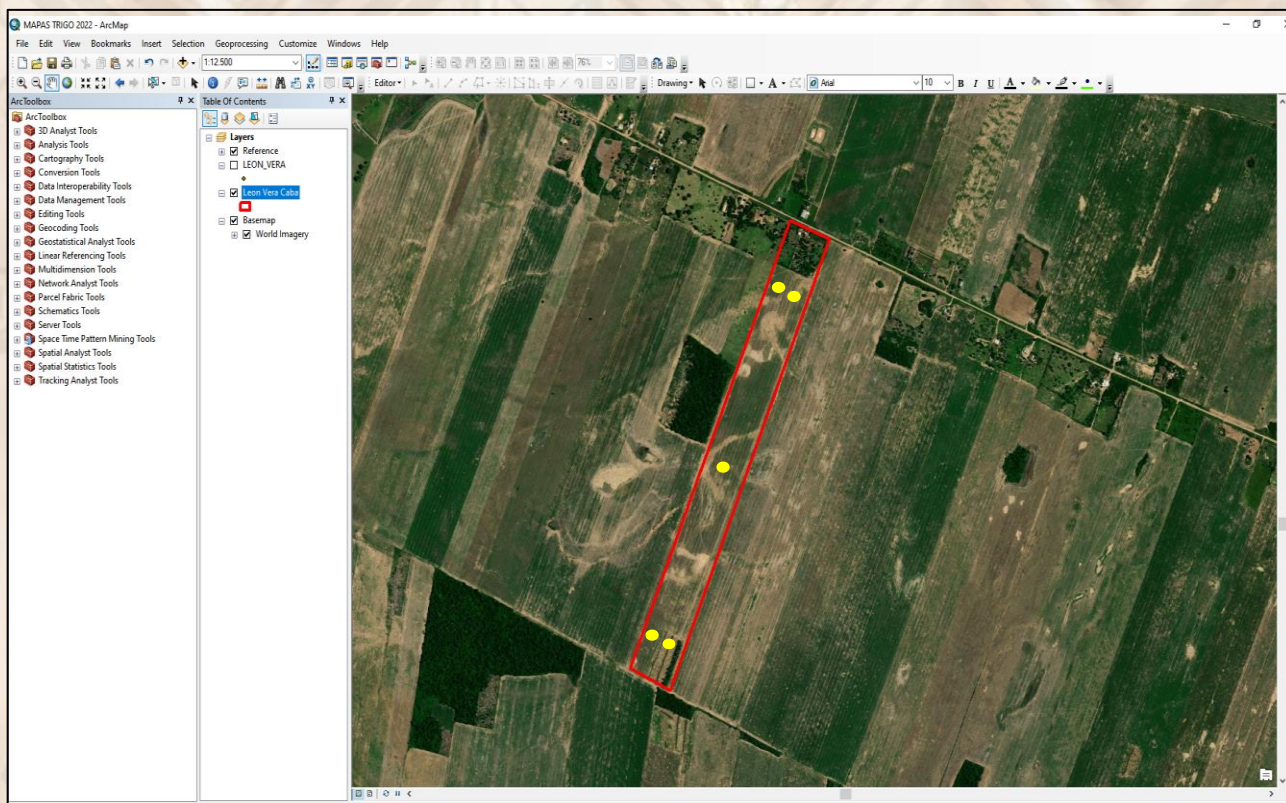 MAPAS TRIGO 2022 - ArcMap
File Edit View Bookmarks Insert Selection Geoprocessing Customize Windows Help
1:12.500
76%
Editor
Drawing
Arial
10
B I U A
ArcToolbox
ArcToolbox
3D Analyst Tools
Analysis Tools
Cartography Tools
Conversion Tools
Data Interoperability Tools
Data Management Tools
Editing Tools
Geocoding Tools
Geostatistical Analyst Tools
Linear Referencing Tools
Multidimension Tools
Network Analyst Tools
Parcel Fabric Tools
Schematics Tools
Server Tools
Space Time Pattern Mining Tools
Spatial Analyst Tools
Spatial Statistics Tools
Tracking Analyst Tools
Table Of Contents
Layers
Reference
LEON_VERA
Leon Vera Caba
Basemap
World Imagery